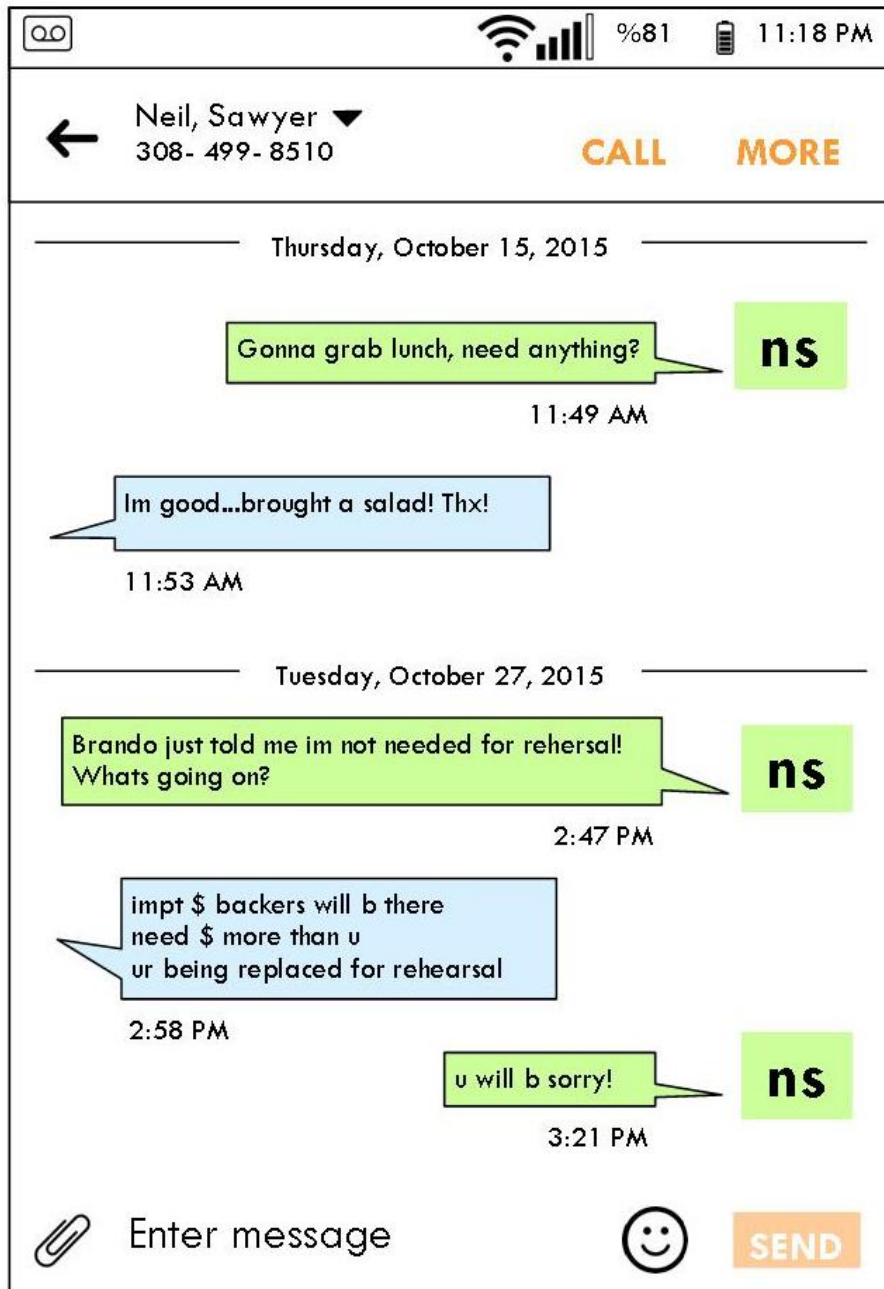 %81 11:18 PM
Neil, Sawyer
308- 499- 8510
CALL MORE
Thursday, October 15, 2015
Gonna grab lunch, need anything?
ns
11:49 AM
Im good...brought a salad! Thx!
11:53 AM
Tuesday, October 27, 2015
Brando just told me im not needed for rehersal!
Whats going on?
ns
2:47 PM
impt $ backers will b there
need $ more than u
ur being replaced for rehearsal
2:58 PM
u will b sorry!
ns
3:21 PM
Enter message
SEND